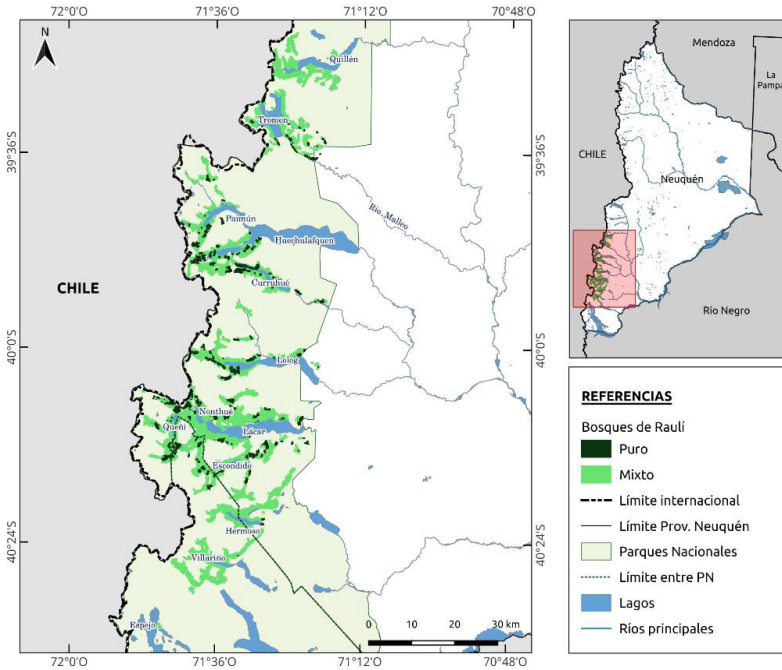 72°0'O 71°36'O 71°12'O 70°48'O
N
Quillén
Tromen
39°36'S 39°36'S
Río. Malleo
Paimún
Huechulafquen
Curruhué
CHILE
40°0'S 40°0'S
Lolog
Nonthué
Queñi
Lácar
Escondido
Hermoso
40°24'S 40°24'S
Villarino
Espejo
0 10 20 30 km
72°0'O 71°36'O 71°12'O 70°48'O
Mendoza
La
Pampa
CHILE
Neuquén
Río Negro
REFERENCIAS
Bosques de Raulí
Puro
Mixto
Límite internacional
Límite Prov. Neuquén
Parques Nacionales
Límite entre PN
Lagos
Ríos principales